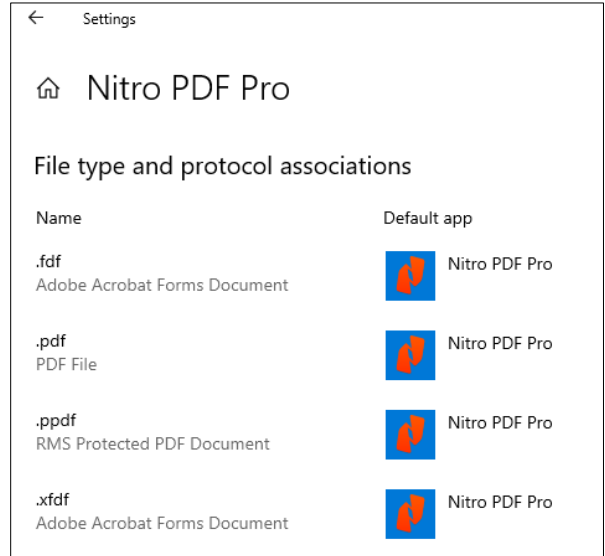 Settings
Nitro PDF Pro
File type and protocol associations
Name Default app
.fdf Nitro PDF Pro
Adobe Acrobat Forms Document
.pdf Nitro PDF Pro
PDF File
.ppdf Nitro PDF Pro
RMS Protected PDF Document
.xfdf Nitro PDF Pro
Adobe Acrobat Forms Document